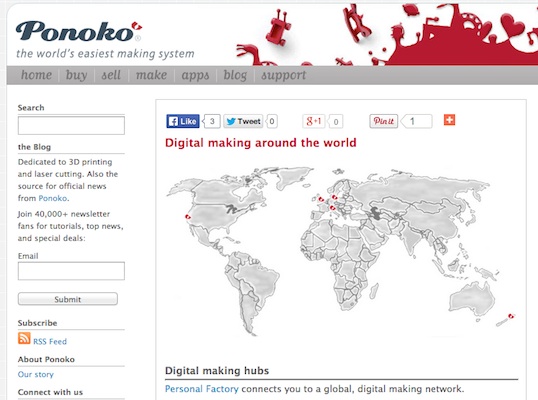 Ponoko
the world's easiest making system
home buy sell make apps blog support
Search
the Blog
Dedicated to 3D printing
and laser cutting. Also the
source for official news
from Ponoko.
Join 40,000+ newsletter
fans for tutorials, top news,
and special deals:
Email
Submit
Subscribe
RSS Feed
About Ponoko
Our story
Connect with us
Like 3 Tweet 0 g+1 0 Pin it 1
Digital making around the world
Digital making hubs
Personal Factory connects you to a global, digital making network.